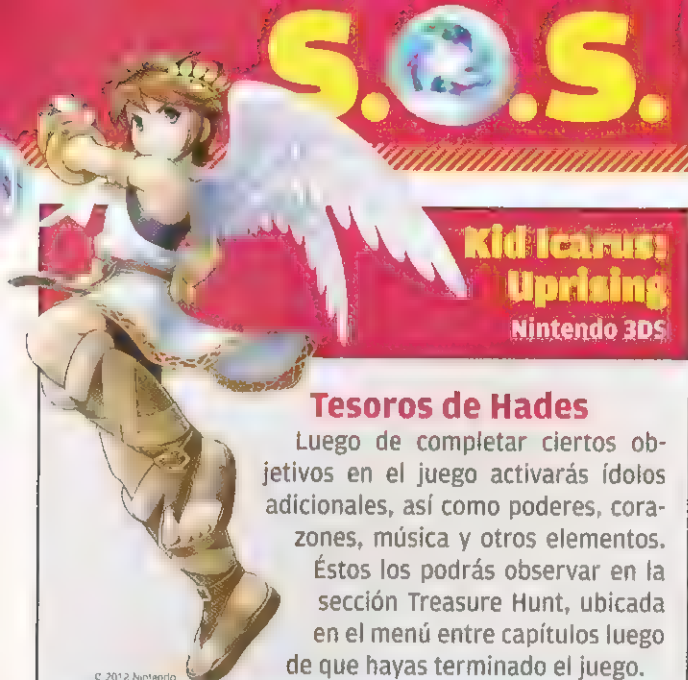 S.O.S.
Kid Icarus:
Uprising
Nintendo 3DS
Tesoros de Hades
Luego de completar ciertos ob-
jetivos en el juego activarás ídolos
adicionales, así como poderes, cora-
zones, música y otros elementos.
Éstos los podrás observar en la
sección Treasure Hunt, ubicada
en el menú entre capítulos luego
de que hayas terminado el juego.
© 2012 Nintendo